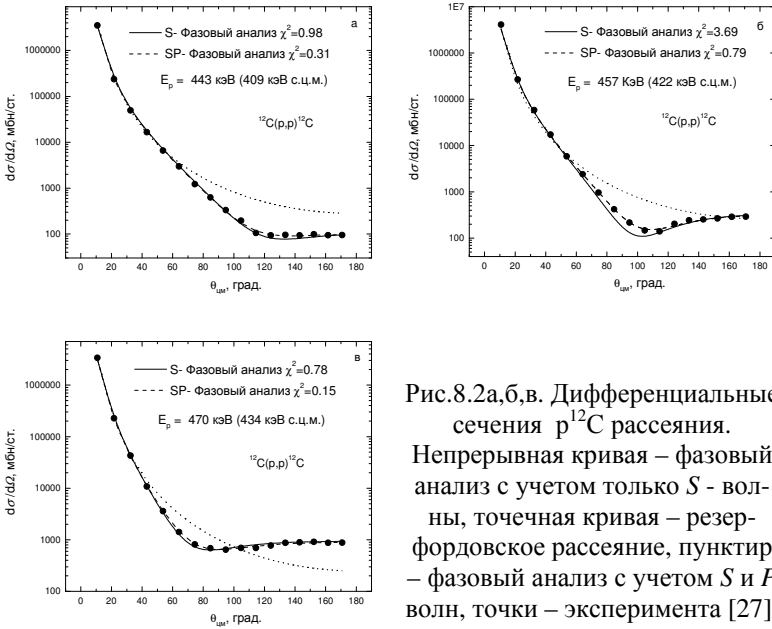 а
S- Фазовый анализ χ²=0.98
SP- Фазовый анализ χ²=0.31
Eₚ = 443 кэВ (409 кэВ с.ц.м.)
¹²C(p,p)¹²C
1000000
100000
10000
1000
100
dσ/dΩ, мбн/ст.
0 20 40 60 80 100 120 140 160 180
θцм, град.
б
S- Фазовый анализ χ²=3.69
SP- Фазовый анализ χ²=0.79
Eₚ = 457 КэВ (422 кэВ с.ц.м.)
¹²C(p,p)¹²C
1E7
1000000
100000
10000
1000
100
dσ/dΩ, мбн/ст.
0 20 40 60 80 100 120 140 160 180
θцм, град.
в
S- Фазовый анализ χ²=0.78
SP- Фазовый анализ χ²=0.15
Eₚ = 470 кэВ (434 кэВ с.ц.м.)
¹²C(p,p)¹²C
1000000
100000
10000
1000
100
dσ/dΩ, мбн/ст.
0 20 40 60 80 100 120 140 160 180
θцм, град.
Рис.8.2а,б,в. Дифференциальные
сечения p¹²C рассеяния.
Непрерывная кривая – фазовый
анализ с учетом только S - вол-
ны, точечная кривая – резер-
фордовское рассеяние, пунктир
– фазовый анализ с учетом S и P
волн, точки – эксперимента [27]